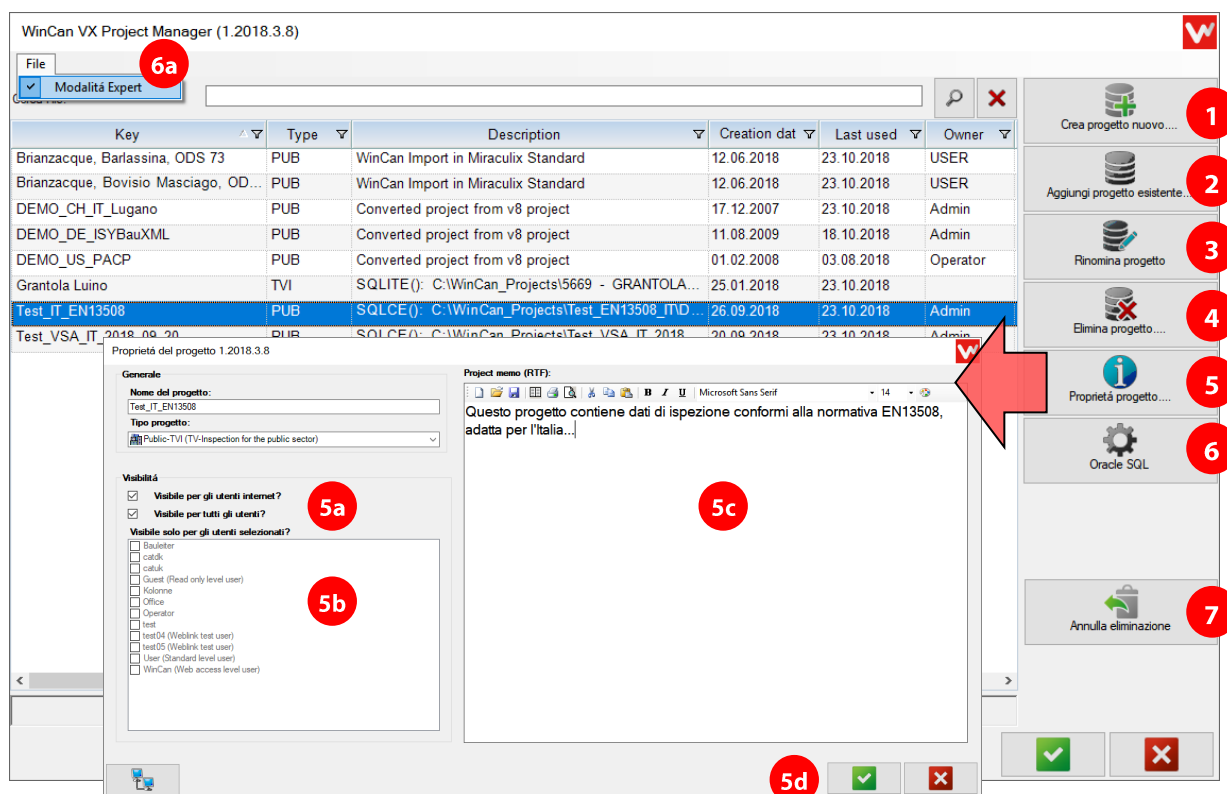 WinCan VX Project Manager (1.2018.3.8)
File
6a
Modalitá Expert
Key Type Description Creation dat Last used Owner
Brianzacque, Barlassina, ODS 73 PUB WinCan Import in Miraculix Standard 12.06.2018 23.10.2018 USER
Brianzacque, Bovisio Masciago, OD... PUB WinCan Import in Miraculix Standard 12.06.2018 23.10.2018 USER
DEMO_CH_IT_Lugano PUB Converted project from v8 project 17.12.2007 23.10.2018 Admin
DEMO_DE_ISYBauXML PUB Converted project from v8 project 11.08.2009 18.10.2018 Admin
DEMO_US_PACP PUB Converted project from v8 project 01.02.2008 03.08.2018 Operator
Grantola Luino TVI SQLITE(): C:\WinCan_Projects\5669 - GRANTOLA... 25.01.2018 23.10.2018
Test_IT_EN13508 PUB SQLCE(): C:\WinCan_Projects\Test_EN13508_IT\D... 26.09.2018 23.10.2018 Admin
Test_VSA_IT_2018_09_20 PUB SQLCE(): C:\WinCan_Projects\Test_VSA_IT_2018 20.09.2018 23.10.2018 Admin
Crea progetto nuovo.... 1
Aggiungi progetto esistente... 2
Rinomina progetto 3
Elimina progetto.... 4
Proprietá progetto.... 5
Oracle SQL 6
Annulla eliminazione 7
Proprietá del progetto 1.2018.3.8
Generale
Nome del progetto:
Test_IT_EN13508
Tipo progetto:
Public-TVI (TV-Inspection for the public sector)
Visibilitá
Visibile per gli utenti internet?
Visibile per tutti gli utenti?
5a
Visibile solo per gli utenti selezionati?
Bauleiter
catdk
catuk
Guest (Read only level user)
Kolonne
Office
Operator
test
test04 (Weblink test user)
test05 (Weblink test user)
User (Standard level user)
WinCan (Web access level user)
5b
Project memo (RTF):
B I U Microsoft Sans Serif 14
Questo progetto contiene dati di ispezione conformi alla normativa EN13508,
adatta per l'Italia...
5c
5d